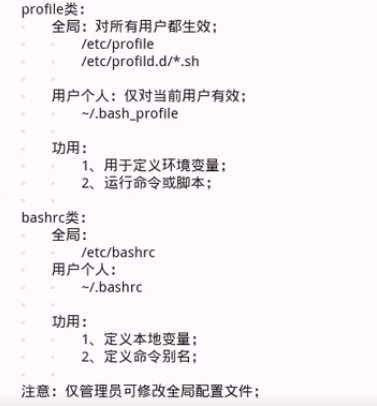 profile类：
全局：对所有用户都生效；
/etc/profile
/etc/profild.d/*.sh
用户个人：仅对当前用户有效；
~/.bash_profile
功用：
1、用于定义环境变量；
2、运行命令或脚本；
bashrc类：
全局：
/etc/bashrc
用户个人：
~/.bashrc
功用：
1、定义本地变量；
2、定义命令别名；
注意：仅管理员可修改全局配置文件；